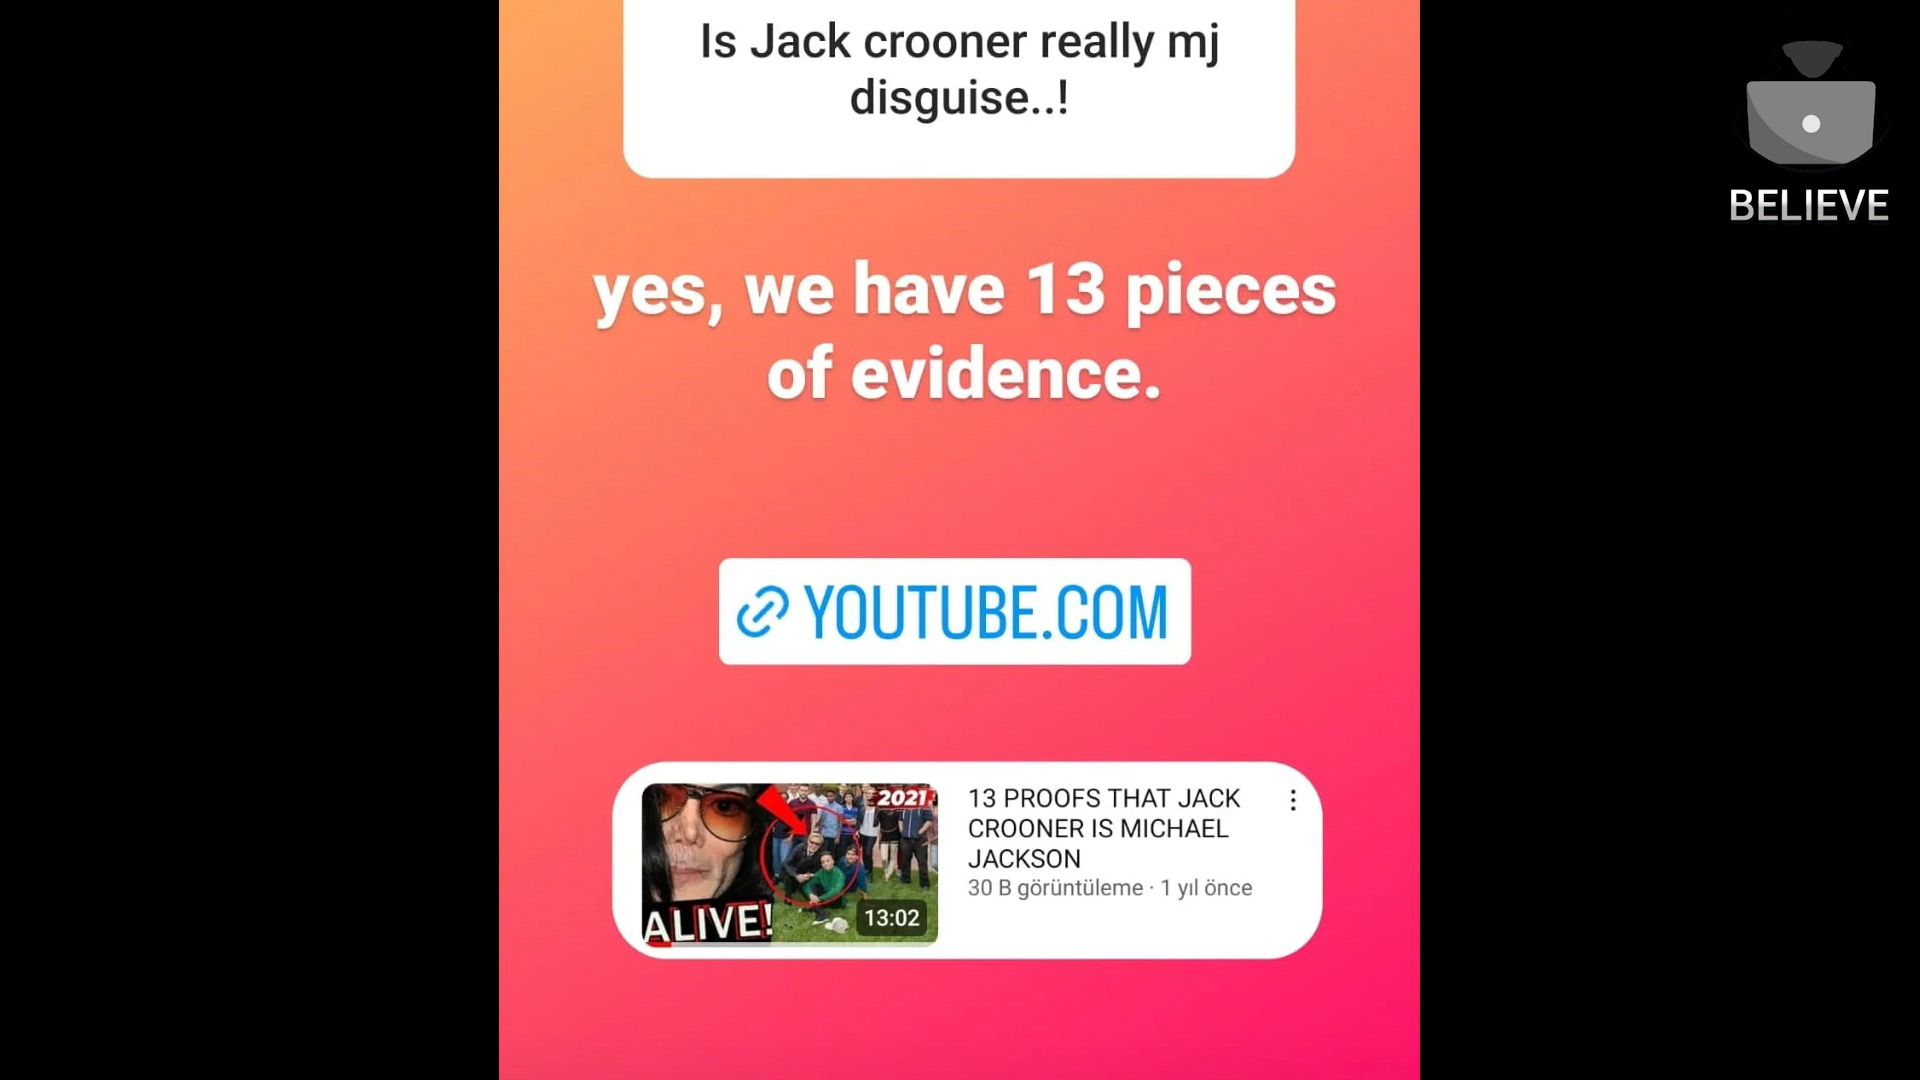 Is Jack crooner really mj
disguise..!
BELIEVE
yes, we have 13 pieces
of evidence.
YOUTUBE.COM
2021
ALIVE!
13:02
13 PROOFS THAT JACK
CROONER IS MICHAEL
JACKSON
30 B görüntüleme · 1 yıl önce